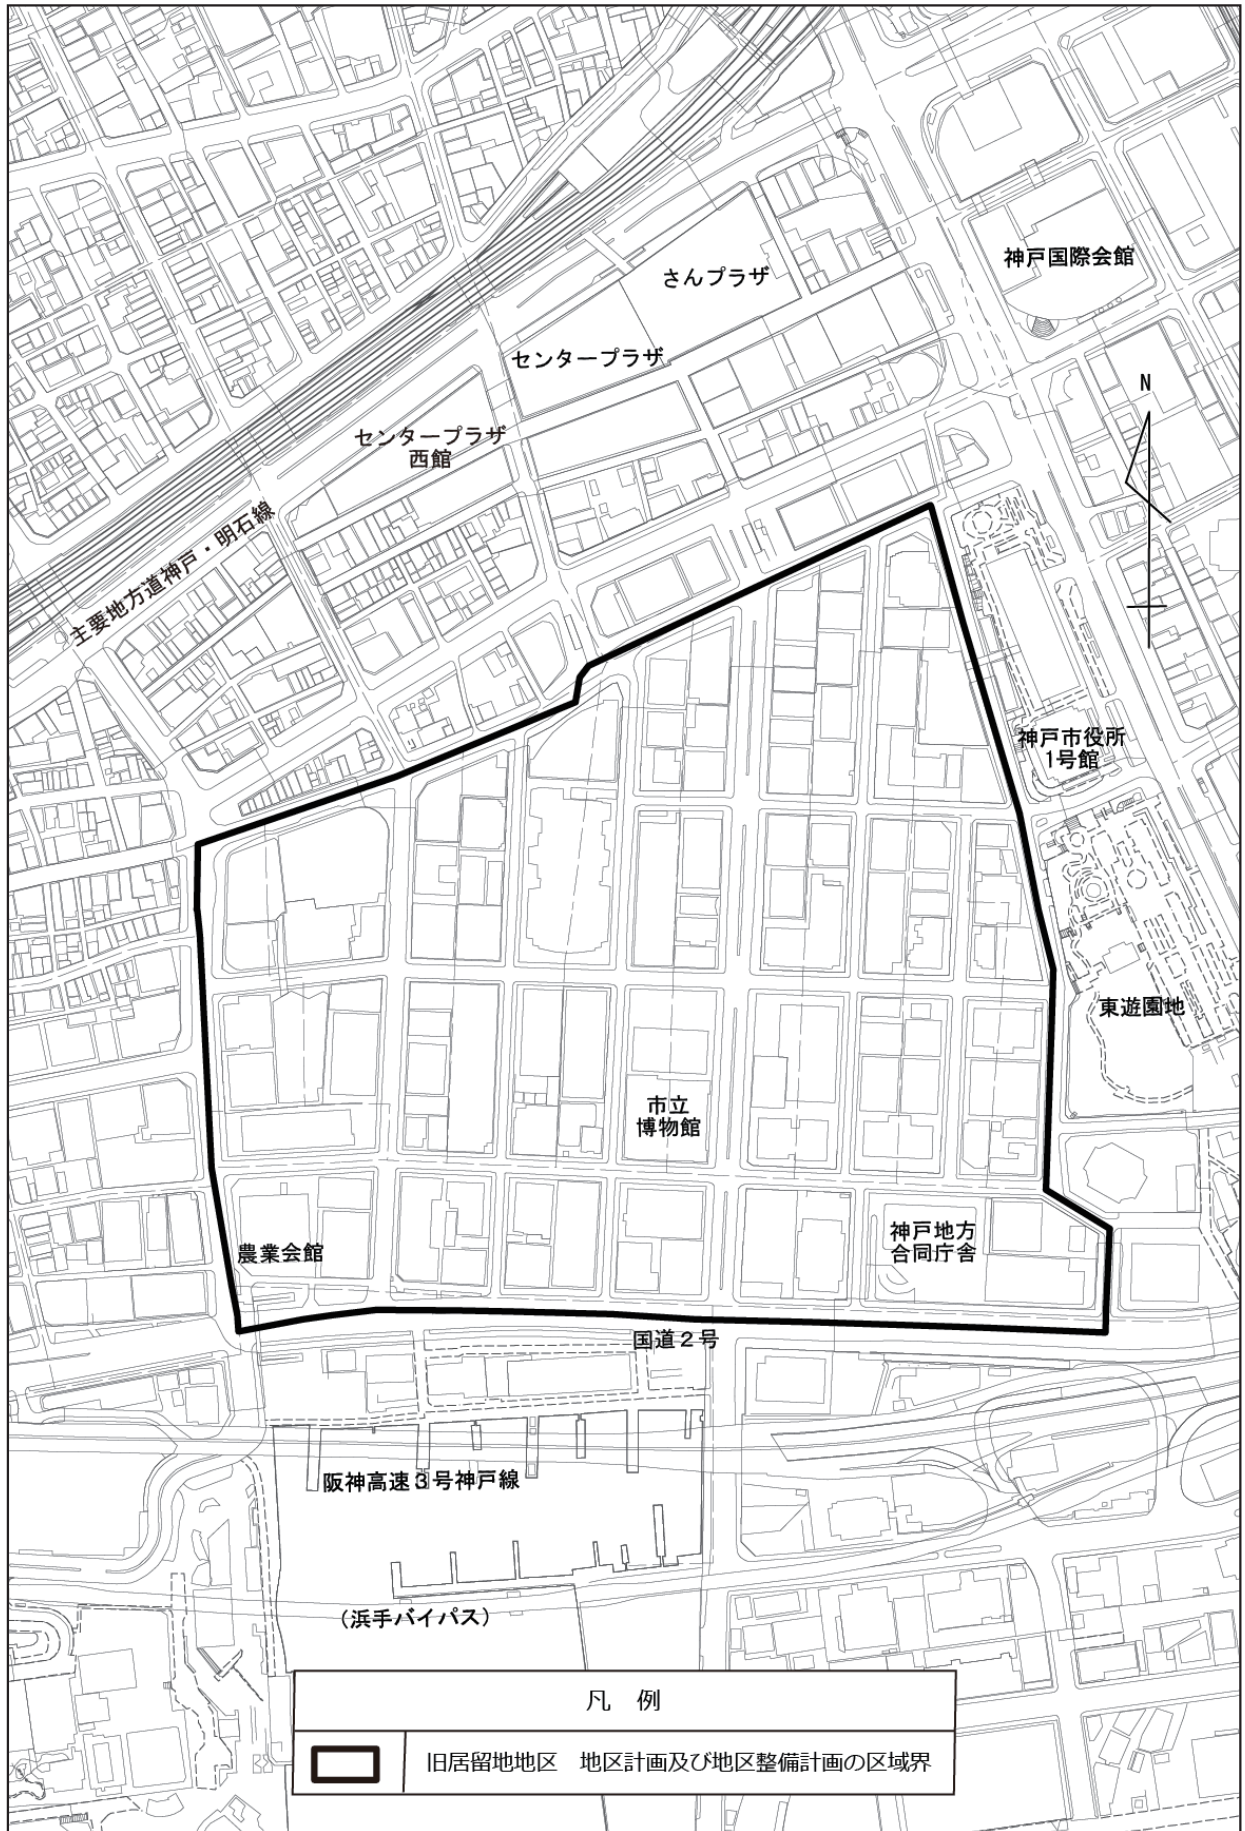 神戸国際会館
さんプラザ
センタープラザ
N
センタープラザ
西館
主要地方道神戸・明石線
神戸市役所
1号館
東遊園地
市立
博物館
神戸地方
合同庁舎
農業会館
国道２号
阪神高速３号神戸線
(浜手バイパス)
凡　例
旧居留地地区　地区計画及び地区整備計画の区域界